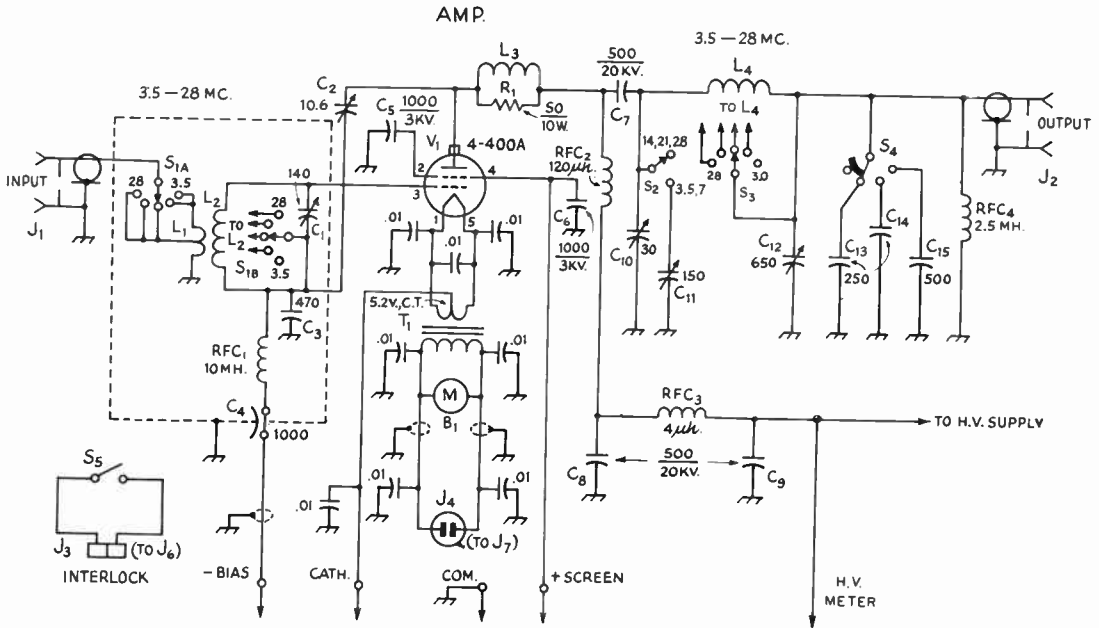 AMP.
3.5 — 28 MC.
3.5 — 28 MC.
INPUT
J1
S1A
28
3.5
L1
L2
140
C1
28
TO
L2
S1B
3.5
470
C3
RFC1
10MH.
C4
1000
C2
10.6
C5
1000
3KV.
V1
4-400A
2
3
4
1
5
.01
.01
.01
5.2V., C.T.
T1
.01
.01
M
B1
.01
.01
.01
J4
(TO J7)
L3
R1
50
10W.
500
20KV.
C7
RFC2
120μh.
C6
1000
3KV.
L4
TO L4
28
3.0
S3
14,21,28
S2
3.5,7
C10
30
150
C11
C12
650
S4
C13
250
C14
C15
500
RFC4
2.5 MH.
OUTPUT
J2
RFC3
4μh.
C8
500
20KV.
C9
TO H.V. SUPPLY
H.V.
METER
S5
J3
(TO J6)
INTERLOCK
– BIAS
CATH.
COM.
+ SCREEN